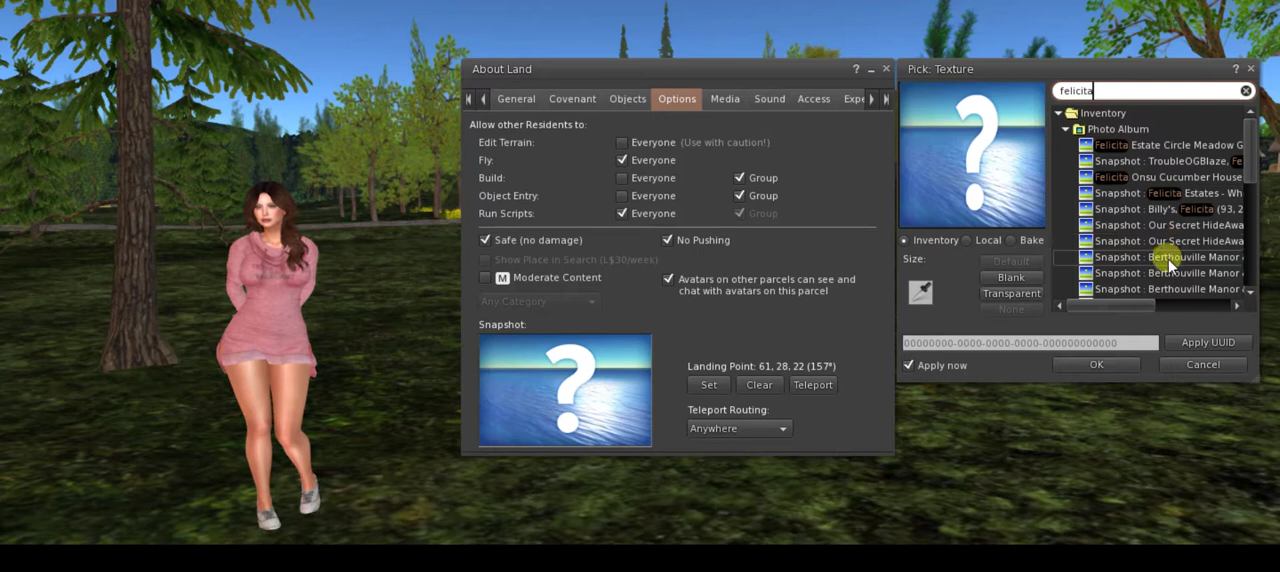 About Land
?
General Covenant Objects Options Media Sound Access Expe
Allow other Residents to:
Edit Terrain: Everyone (Use with caution!)
Fly: Everyone
Build: Everyone Group
Object Entry: Everyone Group
Run Scripts: Everyone Group
Safe (no damage) No Pushing
Show Place in Search (L$30/week)
M Moderate Content
Avatars on other parcels can see and
chat with avatars on this parcel
Any Category
Snapshot:
?
Landing Point: 61, 28, 22 (157°)
Set Clear Teleport
Teleport Routing:
Anywhere
Pick: Texture
?
felicita
?
Inventory
Photo Album
Felicita Estate Circle Meadow G
Snapshot : TroubleOGBlaze, Fe
Felicita Onsu Cucumber House
Snapshot : Felicita Estates - Wh
Snapshot : Billy's, Felicita (93, 2
Snapshot : Our Secret HideAwa
Snapshot : Our Secret HideAwa
Snapshot : Berthouville Manor
Snapshot : Berthouville Manor
Snapshot : Berthouville Manor
Inventory Local Bake
Size:
Default
Blank
Transparent
None
00000000-0000-0000-0000-000000000000
Apply UUID
Apply now
OK
Cancel